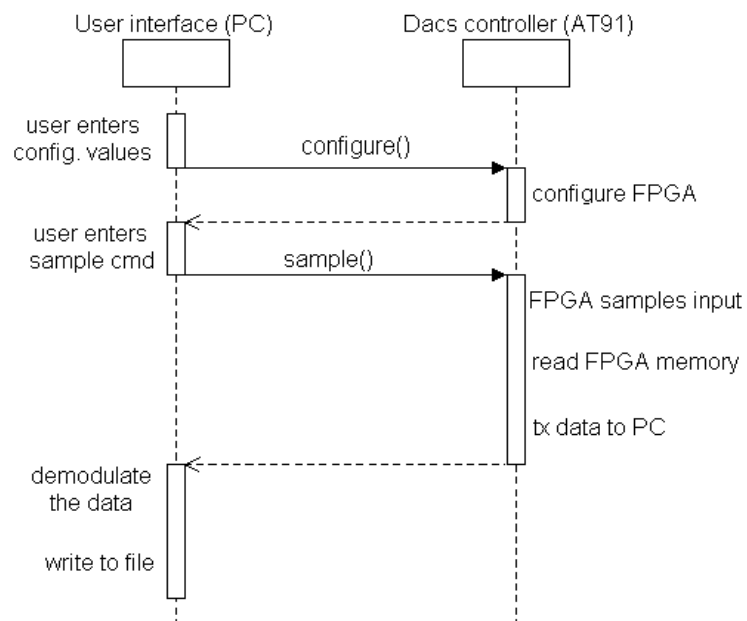 User interface (PC)
Dacs controller (AT91)
user enters
config. values
configure()
configure FPGA
user enters
sample cmd
sample()
FPGA samples input
read FPGA memory
tx data to PC
demodulate
the data
write to file